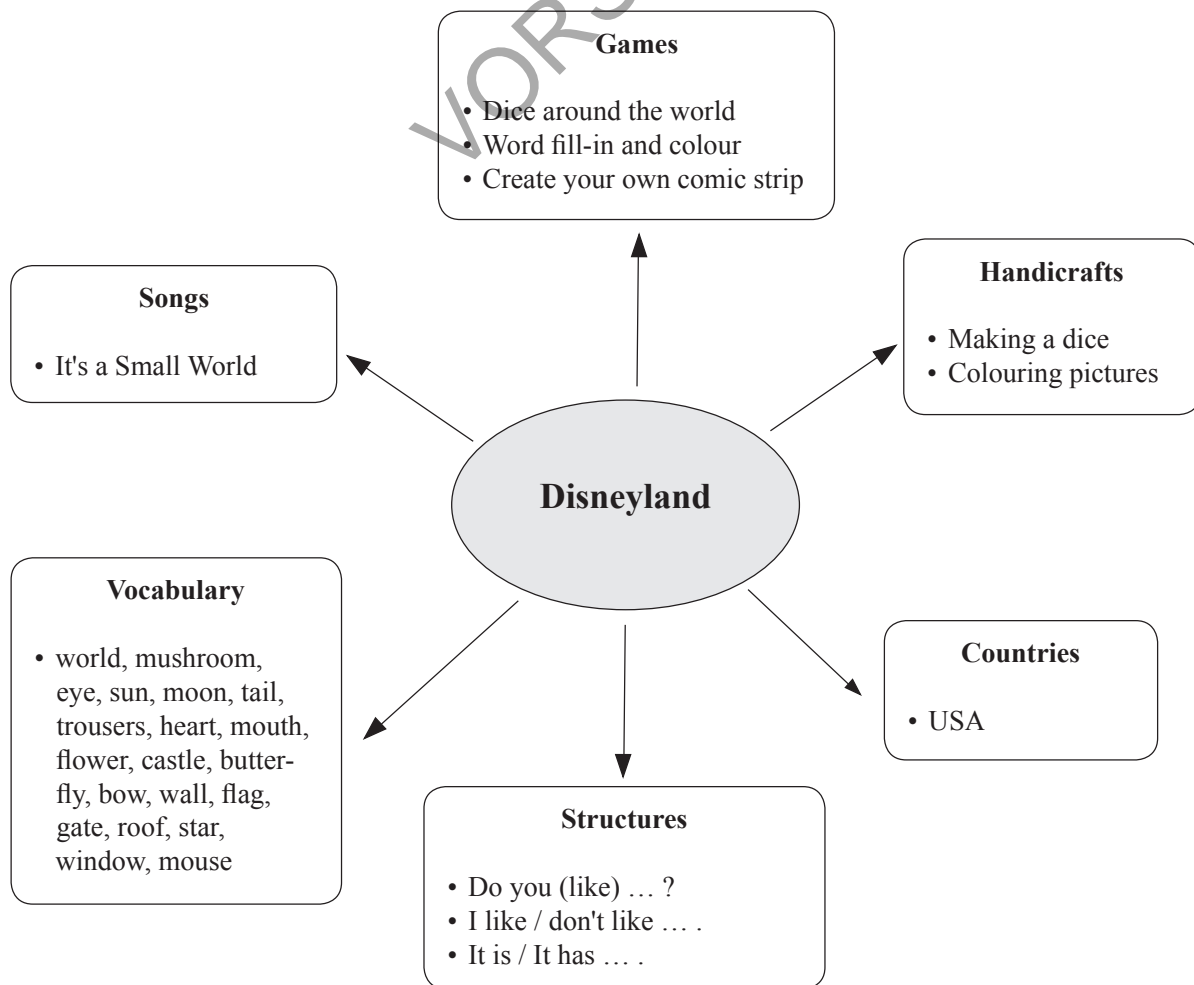 VORS
Games
• Dice around the world
• Word fill-in and colour
• Create your own comic strip
Songs
• It's a Small World
Handicrafts
• Making a dice
• Colouring pictures
Disneyland
Vocabulary
• world, mushroom,
eye, sun, moon, tail,
trousers, heart, mouth,
flower, castle, butter-
fly, bow, wall, flag,
gate, roof, star,
window, mouse
Countries
• USA
Structures
• Do you (like) … ?
• I like / don't like … .
• It is / It has … .